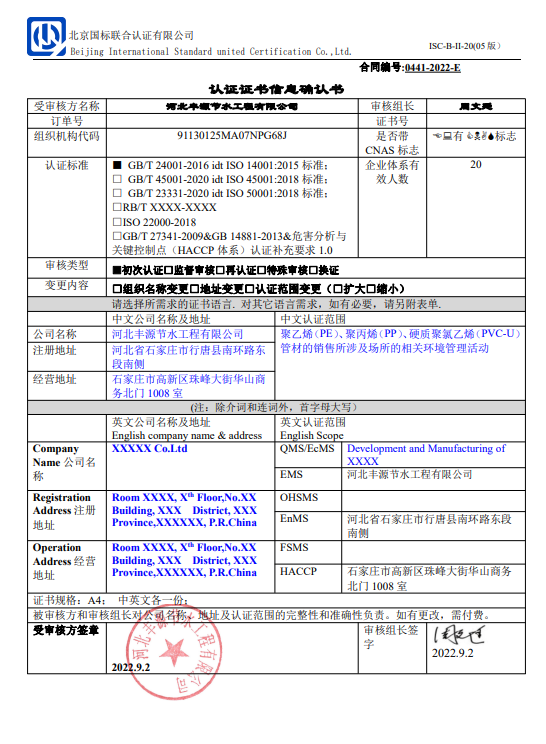 北京国标联合认证有限公司
Beijing International Standard united Certification Co.,Ltd.
ISC-B-II-20(05 版)
合同编号:0441-2022-E
认证证书信息确认书
受审核方名称 河北丰源节水工程有限公司 审核组长
订单号 证书号
组织机构代码 91130125MA07NPG68J 是否带
CNAS 标志 有 标志
认证标准 ■ GB/T 24001-2016 idt ISO 14001:2015 标准; 企业体系有
效人数 20
□ GB/T 45001-2020 idt ISO 45001:2018 标准;
□ GB/T 23331-2020 idt ISO 50001:2018 标准;
□RB/T XXXX-XXXX
□ISO 22000-2018
□GB/T 27341-2009&GB 14881-2013&危害分析与
关键控制点(HACCP 体系)认证补充要求 1.0
审核类型 ■初次认证□监督审核□再认证□特殊审核□换证
变更内容 □组织名称变更□地址变更□认证范围变更(□扩大□缩小)
请选择所需求的证书语言. 对其它语言需求, 如有必要, 请另附表单.
中文公司名称及地址 中文认证范围
公司名称 河北丰源节水工程有限公司 聚乙烯(PE)、聚丙烯(PP)、硬质聚氯乙烯(PVC-U)
管材的销售所涉及场所的相关环境管理活动
注册地址 河北省石家庄市行唐县南环路东
段南侧
经营地址 石家庄市高新区珠峰大街华山商
务北门 1008 室
(注: 除介词和连词外, 首字母大写)
英文公司名称及地址 英文认证范围
English company name & address English Scope
Company
Name 公司名
称 XXXXX Co.Ltd QMS/EcMS Development and Manufacturing of
XXXX
EMS 河北丰源节水工程有限公司
Registration
Address 注册
地址 Room XXXX, Xth Floor,No.XX
Building, XXX District, XXX
Province,XXXXXX, P.R.China OHSMS
EnMS 河北省石家庄市行唐县南环路东段
南侧
Operation
Address 经营
地址 Room XXXX, Xth Floor,No.XX
Building, XXX District, XXX
Province,XXXXXX, P.R.China FSMS
HACCP 石家庄市高新区珠峰大街华山商务
北门 1008 室
证书规格: A4; 中英文各一份;
被审核方和审核组长对公司名称、地址及认证范围的完整性和准确性负责。如有更改, 需付费。
受审核方签章 审核组长签
字
河北丰源节水工程有限公司
2022.9.2 2022.9.2